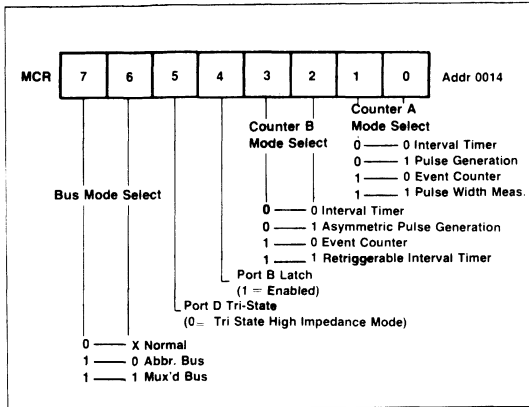 MCR 7 6 5 4 3 2 1 0 Addr 0014
Counter A
Mode Select
0 0 Interval Timer
0 1 Pulse Generation
1 0 Event Counter
1 1 Pulse Width Meas.
Counter B
Mode Select
0 0 Interval Timer
0 1 Asymmetric Pulse Generation
1 0 Event Counter
1 1 Retriggerable Interval Timer
Bus Mode Select
Port B Latch
(1 = Enabled)
Port D Tri-State
(0 = Tri State High Impedance Mode)
0 X Normal
1 0 Abbr. Bus
1 1 Mux'd Bus